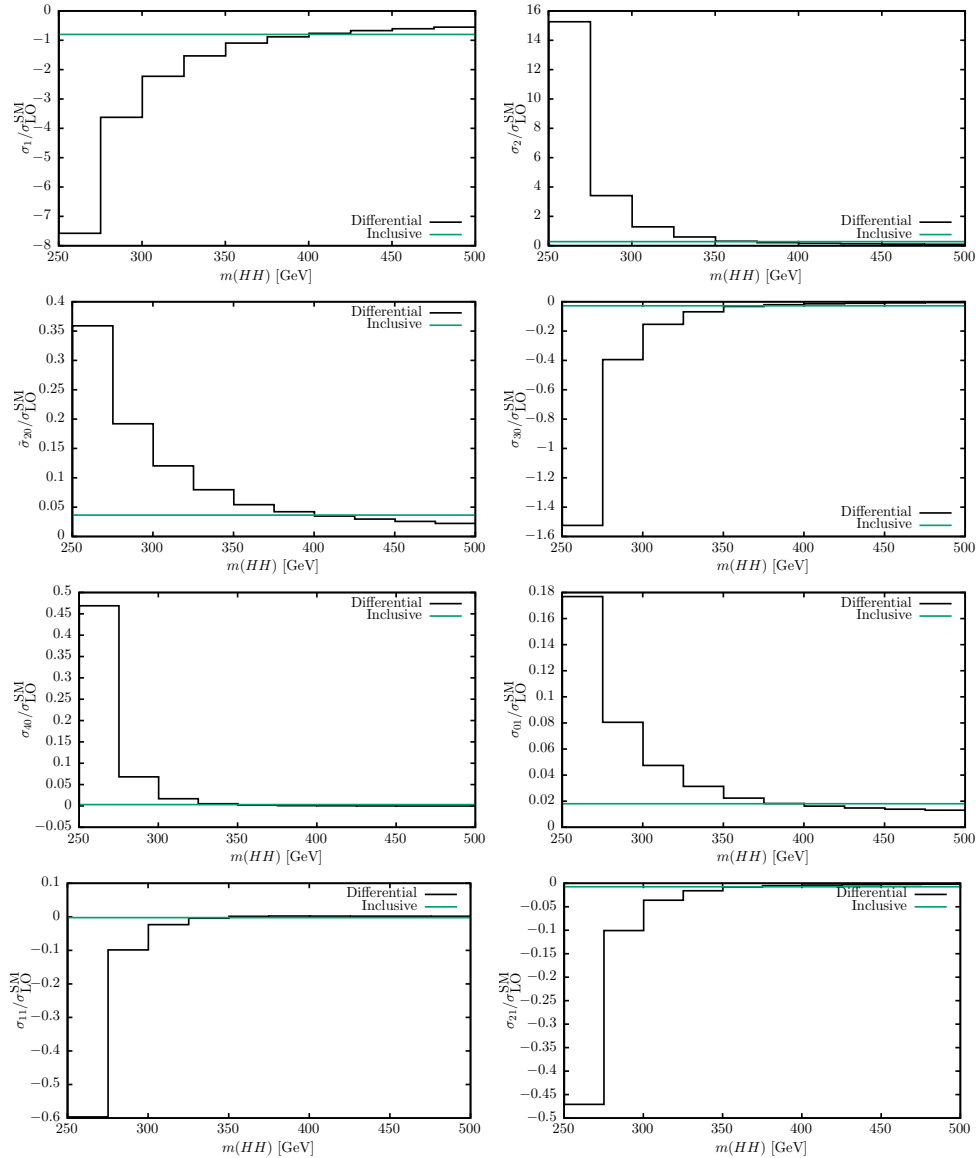 0
−1
−2
−3
−4
−5
−6
−7
−8
σ₁/σ_LO^SM
250 300 350 400 450 500
m(HH) [GeV]
Differential
Inclusive
16
14
12
10
8
6
4
2
0
σ₂/σ_LO^SM
250 300 350 400 450 500
m(HH) [GeV]
Differential
Inclusive
0.4
0.35
0.3
0.25
0.2
0.15
0.1
0.05
0
σ̃₂₀/σ_LO^SM
250 300 350 400 450 500
m(HH) [GeV]
Differential
Inclusive
0
−0.2
−0.4
−0.6
−0.8
−1
−1.2
−1.4
−1.6
σ₃₀/σ_LO^SM
250 300 350 400 450 500
m(HH) [GeV]
Differential
Inclusive
0.5
0.45
0.4
0.35
0.3
0.25
0.2
0.15
0.1
0.05
0
−0.05
σ₄₀/σ_LO^SM
250 300 350 400 450 500
m(HH) [GeV]
Differential
Inclusive
0.18
0.16
0.14
0.12
0.1
0.08
0.06
0.04
0.02
0
σ₀₁/σ_LO^SM
250 300 350 400 450 500
m(HH) [GeV]
Differential
Inclusive
0.1
0
−0.1
−0.2
−0.3
−0.4
−0.5
−0.6
σ₁₁/σ_LO^SM
250 300 350 400 450 500
m(HH) [GeV]
Differential
Inclusive
0
−0.05
−0.1
−0.15
−0.2
−0.25
−0.3
−0.35
−0.4
−0.45
−0.5
σ₂₁/σ_LO^SM
250 300 350 400 450 500
m(HH) [GeV]
Differential
Inclusive